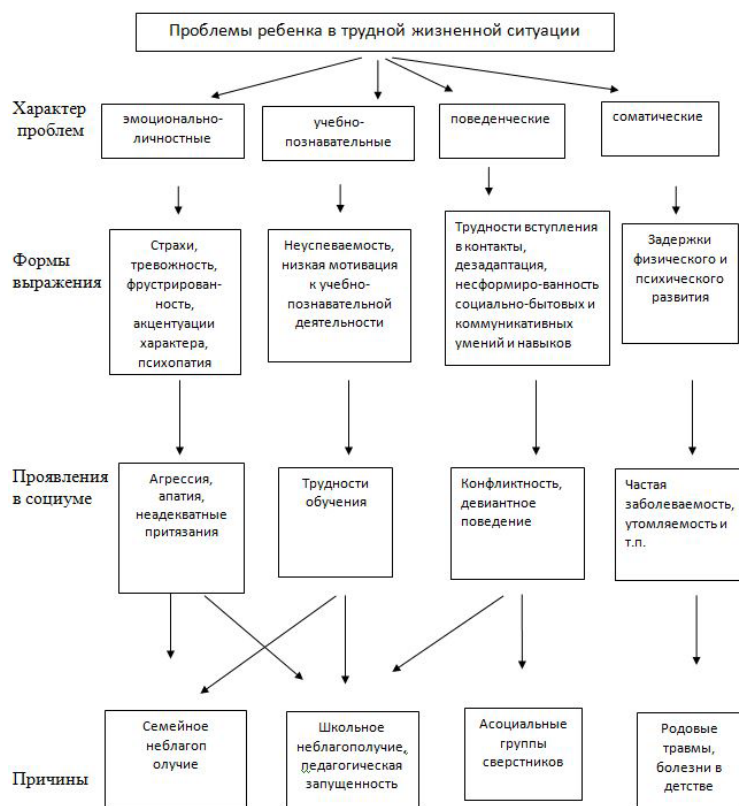 Проблемы ребенка в трудной жизненной ситуации
Характер
проблем
эмоционально-
личностные
учебно-
познавательные
поведенческие
соматические
Формы
выражения
Страхи,
тревожность,
фрустрирован-
ность,
акцентуации
характера,
психопатия
Неуспеваемость,
низкая мотивация
к учебно-
познавательной
деятельности
Трудности вступления
в контакты,
дезадаптация,
несформиро-ванность
социально-бытовых и
коммуникативных
умений и навыков
Задержки
физического и
психического
развития
Проявления
в социуме
Агрессия,
апатия,
неадекватные
притязания
Трудности
обучения
Конфликтность,
девиантное
поведение
Частая
заболеваемость,
утомляемость и
т.п.
Причины
Семейное
неблагоп
олучие
Школьное
неблагополучие,
педагогическая
запущенность
Асоциальные
группы
сверстников
Родовые
травмы,
болезни в
детстве